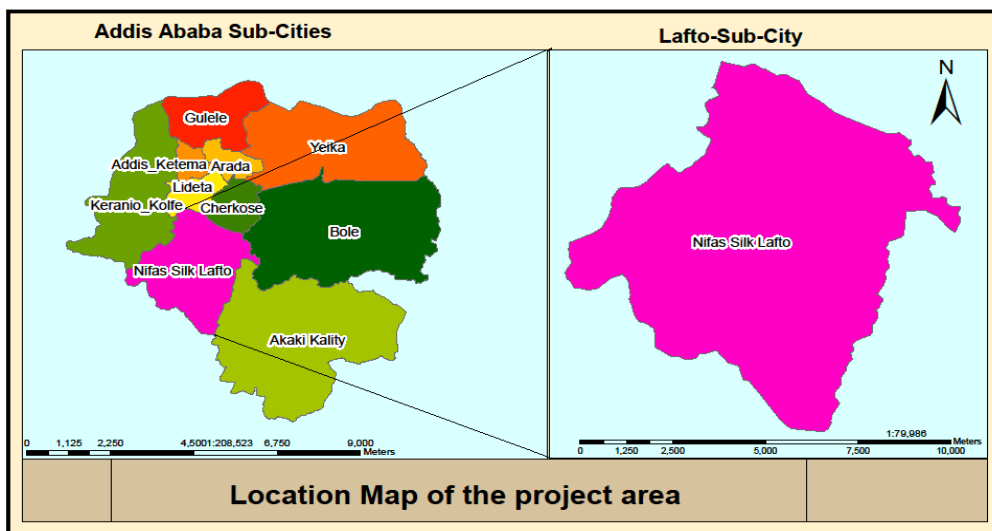 Addis Ababa Sub-Cities
Gulele
Yeika
Addis_Ketema
Arada
Lideta
Keranio_Kolfe
Cherkose
Bole
Nifas Silk Lafto
Akaki Kality
0 1,125 2,250 4,5001:208,523 6,750 9,000
Meters
Lafto-Sub-City
N
Nifas Silk Lafto
1:79,986
Meters
0 1,250 2,500 5,000 7,500 10,000
Location Map of the project area